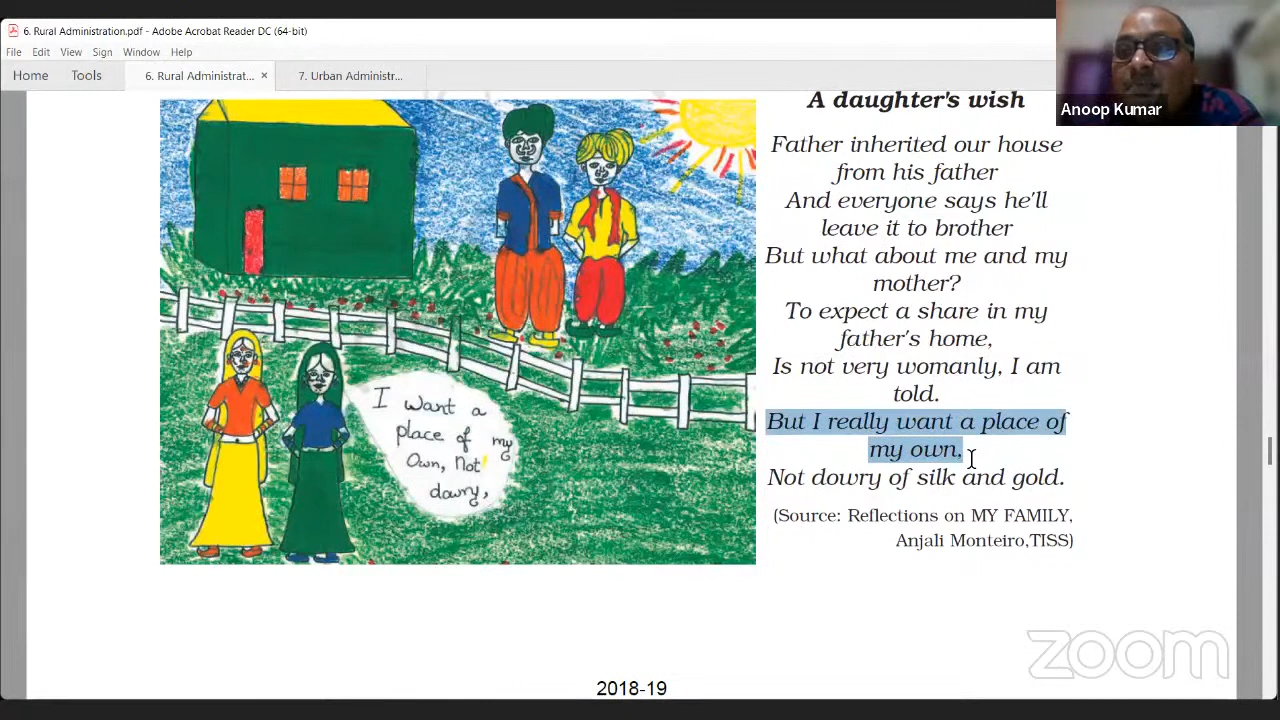 6. Rural Administration.pdf - Adobe Acrobat Reader DC (64-bit)
File Edit View Sign Window Help
Home Tools 6. Rural Administrat... × 7. Urban Administr...
Anoop Kumar
A daughter's wish
Father inherited our house
from his father
And everyone says he'll
leave it to brother
But what about me and my
mother?
To expect a share in my
father's home,
Is not very womanly, I am
told.
But I really want a place of
my own,
Not dowry of silk and gold.
(Source: Reflections on MY FAMILY,
Anjali Monteiro,TISS)
I want a
place of my
Own, Not
dowry,
zoom
2018-19